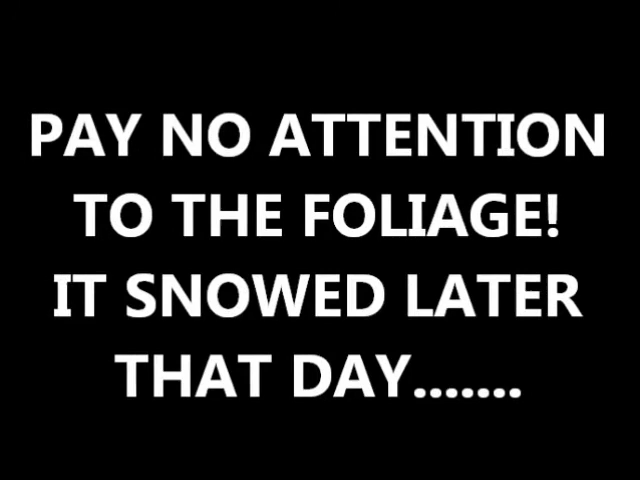 PAY NO ATTENTION
TO THE FOLIAGE!
IT SNOWED LATER
THAT DAY.......